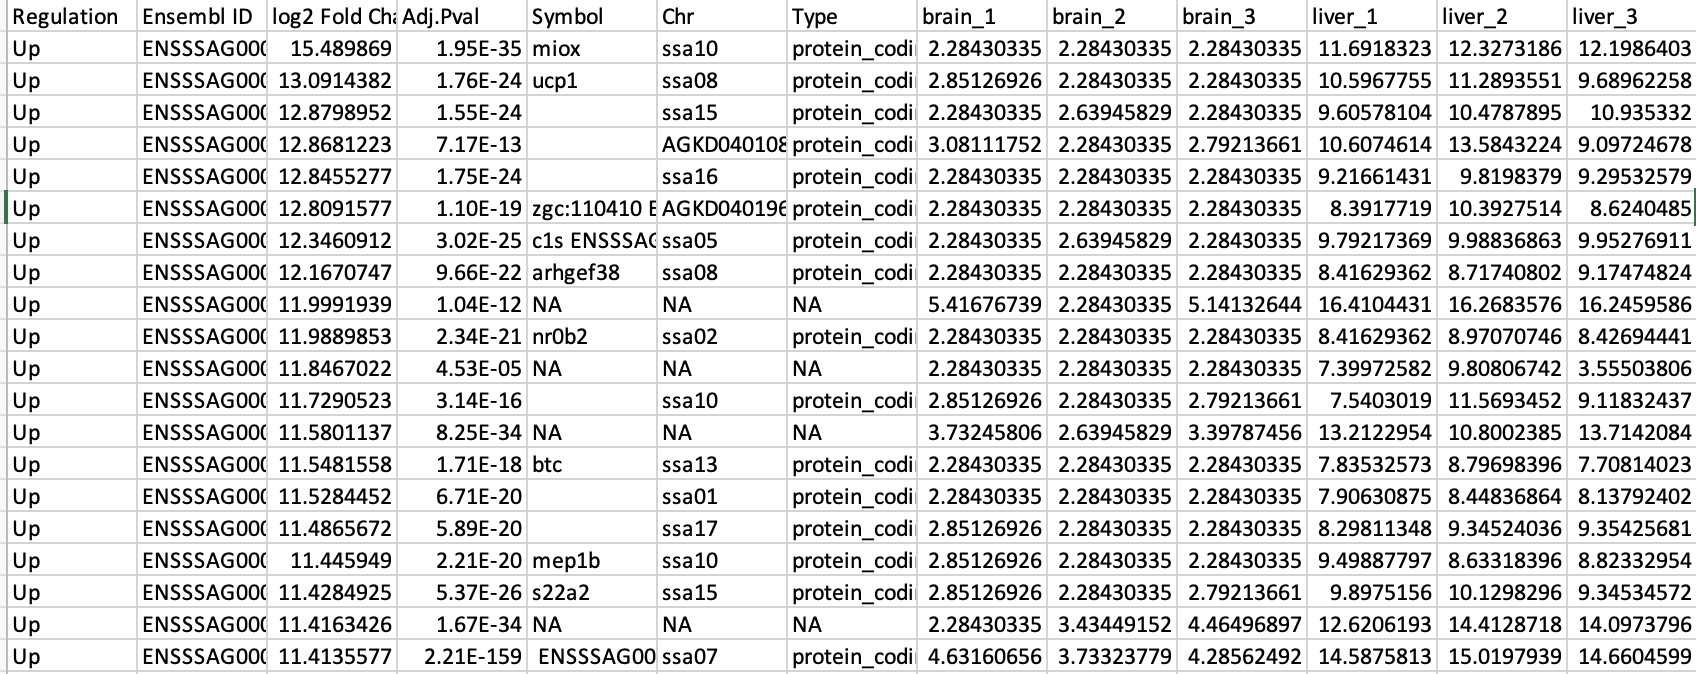 Regulation Ensembl ID log2 Fold Cha Adj.Pval Symbol Chr Type brain_1 brain_2 brain_3 liver_1 liver_2 liver_3
Up ENSSSAG000 15.489869 1.95E-35 miox ssa10 protein_codi 2.28430335 2.28430335 2.28430335 11.6918323 12.3273186 12.1986403
Up ENSSSAG000 13.0914382 1.76E-24 ucp1 ssa08 protein_codi 2.85126926 2.28430335 2.28430335 10.5967755 11.2893551 9.68962258
Up ENSSSAG000 12.8798952 1.55E-24 ssa15 protein_codi 2.28430335 2.63945829 2.28430335 9.60578104 10.4787895 10.935332
Up ENSSSAG000 12.8681223 7.17E-13 AGKD040108 protein_codi 3.08111752 2.28430335 2.79213661 10.6074614 13.5843224 9.09724678
Up ENSSSAG000 12.8455277 1.75E-24 ssa16 protein_codi 2.28430335 2.28430335 2.28430335 9.21661431 9.8198379 9.29532579
Up ENSSSAG000 12.8091577 1.10E-19 zgc:110410 E AGKD040196 protein_codi 2.28430335 2.28430335 2.28430335 8.3917719 10.3927514 8.6240485
Up ENSSSAG000 12.3460912 3.02E-25 c1s ENSSSAG ssa05 protein_codi 2.28430335 2.63945829 2.28430335 9.79217369 9.98836863 9.95276911
Up ENSSSAG000 12.1670747 9.66E-22 arhgef38 ssa08 protein_codi 2.28430335 2.28430335 2.28430335 8.41629362 8.71740802 9.17474824
Up ENSSSAG000 11.9991939 1.04E-12 NA NA NA 5.41676739 2.28430335 5.14132644 16.4104431 16.2683576 16.2459586
Up ENSSSAG000 11.9889853 2.34E-21 nr0b2 ssa02 protein_codi 2.28430335 2.28430335 2.28430335 8.41629362 8.97070746 8.42694441
Up ENSSSAG000 11.8467022 4.53E-05 NA NA NA 2.28430335 2.28430335 2.28430335 7.39972582 9.80806742 3.55503806
Up ENSSSAG000 11.7290523 3.14E-16 ssa10 protein_codi 2.85126926 2.28430335 2.79213661 7.5403019 11.5693452 9.11832437
Up ENSSSAG000 11.5801137 8.25E-34 NA NA NA 3.73245806 2.63945829 3.39787456 13.2122954 10.8002385 13.7142084
Up ENSSSAG000 11.5481558 1.71E-18 btc ssa13 protein_codi 2.28430335 2.28430335 2.28430335 7.83532573 8.79698396 7.70814023
Up ENSSSAG000 11.5284452 6.71E-20 ssa01 protein_codi 2.28430335 2.28430335 2.28430335 7.90630875 8.44836864 8.13792402
Up ENSSSAG000 11.4865672 5.89E-20 ssa17 protein_codi 2.85126926 2.28430335 2.28430335 8.29811348 9.34524036 9.35425681
Up ENSSSAG000 11.445949 2.21E-20 mep1b ssa10 protein_codi 2.85126926 2.28430335 2.28430335 9.49887797 8.63318396 8.82332954
Up ENSSSAG000 11.4284925 5.37E-26 s22a2 ssa15 protein_codi 2.85126926 2.28430335 2.79213661 9.8975156 10.1298296 9.34534572
Up ENSSSAG000 11.4163426 1.67E-34 NA NA NA 2.28430335 3.43449152 4.46496897 12.6206193 14.4128718 14.0973796
Up ENSSSAG000 11.4135577 2.21E-159 ENSSSAG00 ssa07 protein_codi 4.63160656 3.73323779 4.28562492 14.5875813 15.0197939 14.6604599